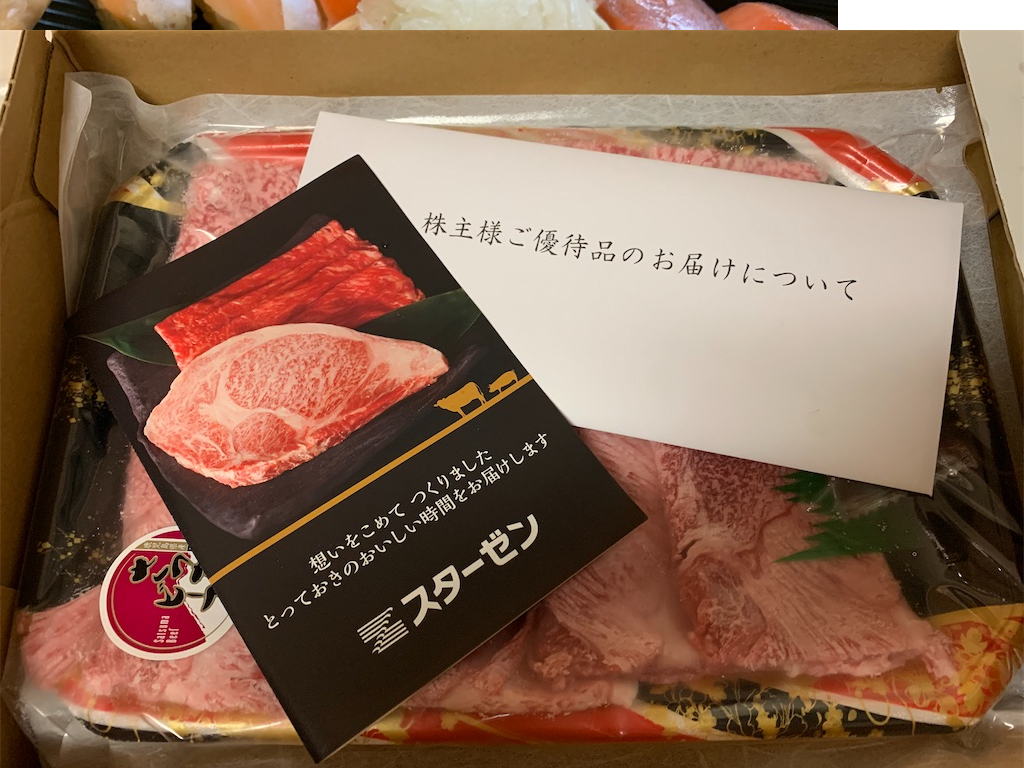 株主様ご優待品のお届けについて
想いをこめて つくりました
とっておきのおいしい時間をお届けします
スターゼン
Satsuma
Beef